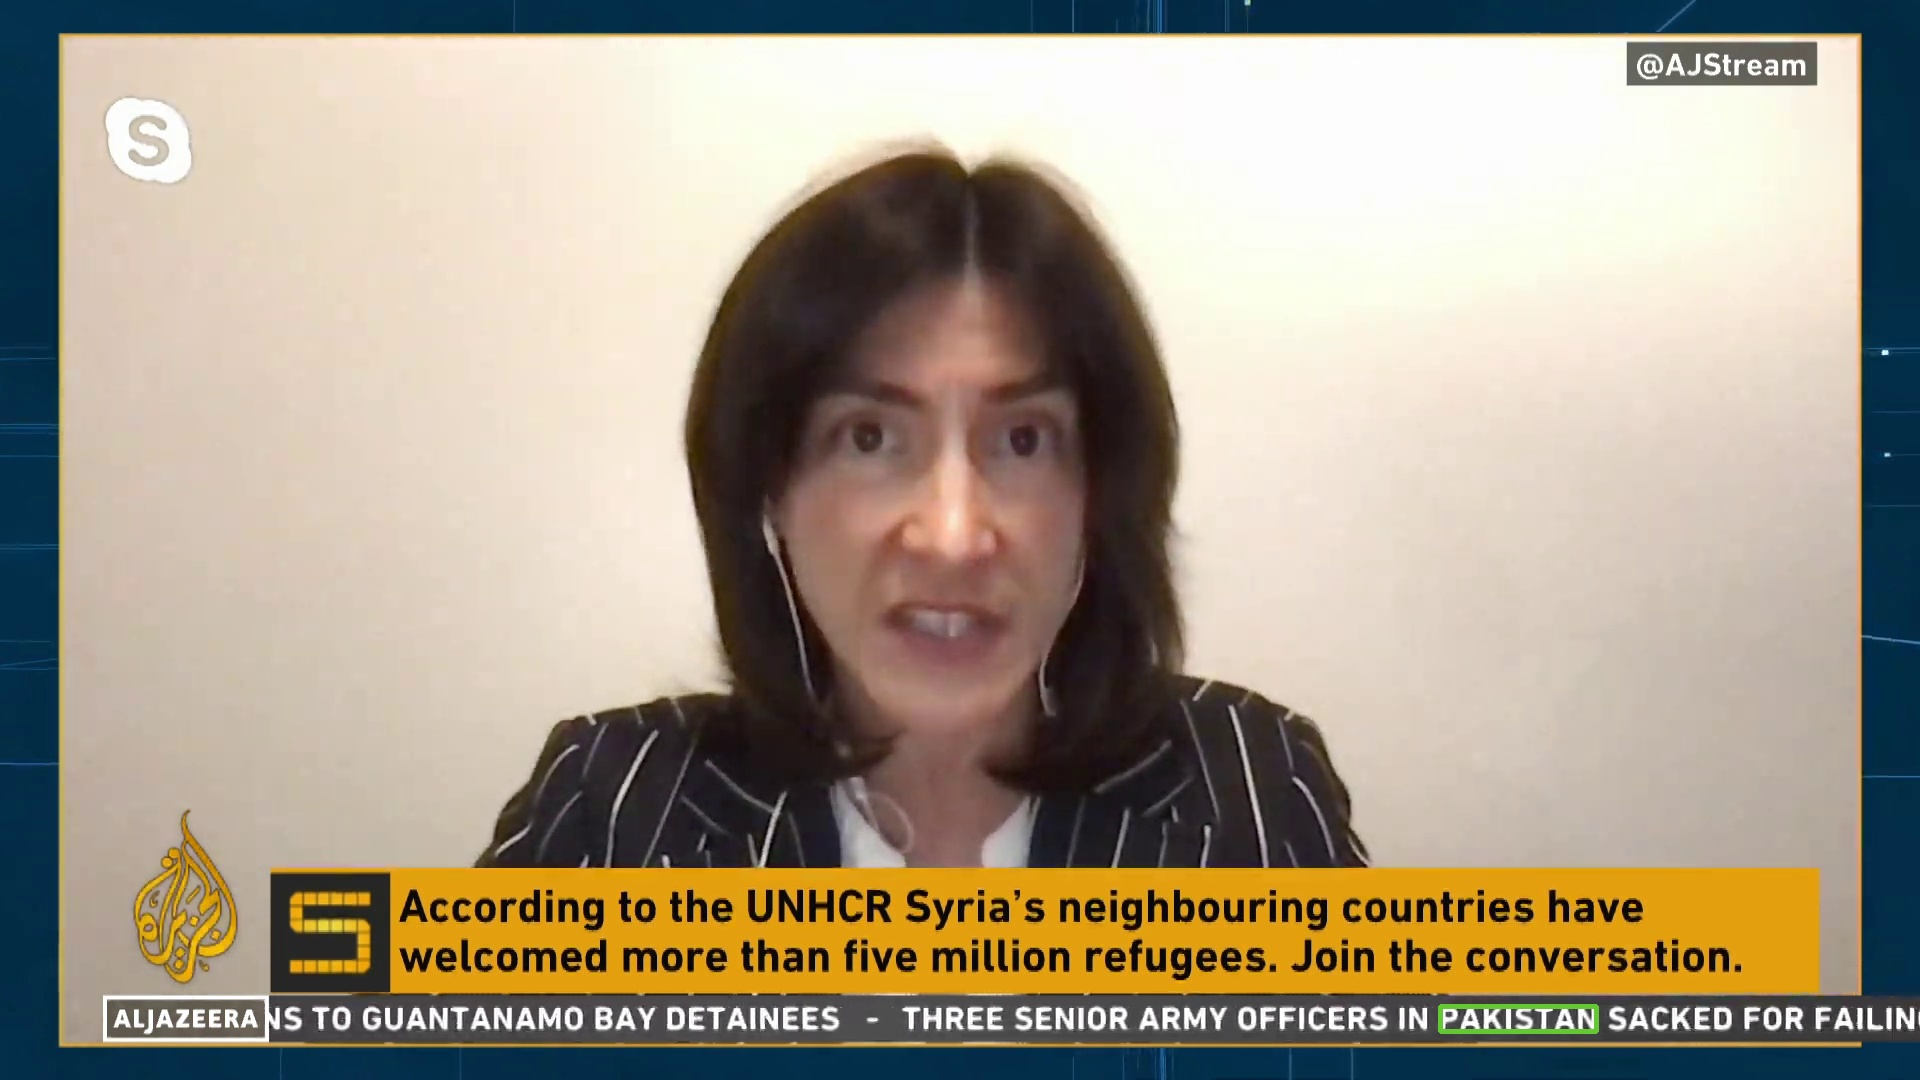 @AJStream
S
According to the UNHCR Syria's neighbouring countries have
welcomed more than five million refugees. Join the conversation.
ALJAZEERA
NS TO GUANTANAMO BAY DETAINEES - THREE SENIOR ARMY OFFICERS IN PAKISTAN SACKED FOR FAILING